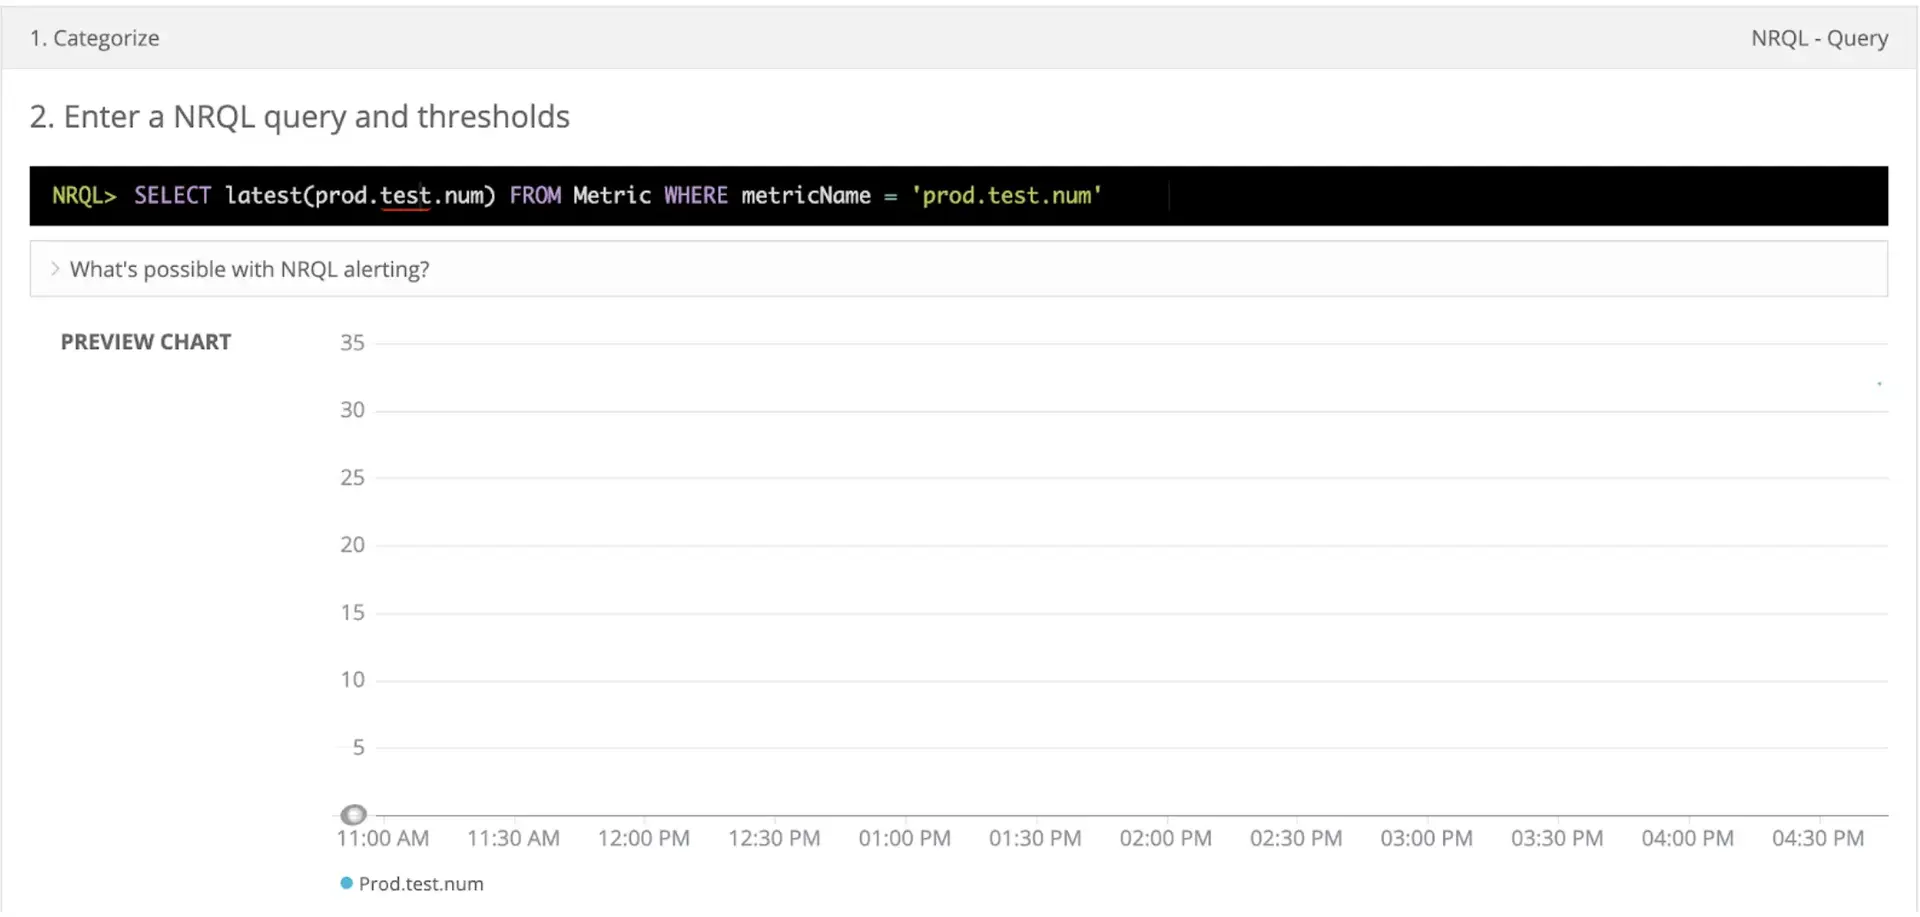 1. Categorize
NRQL - Query
2. Enter a NRQL query and thresholds
NRQL> SELECT latest(prod.test.num) FROM Metric WHERE metricName = 'prod.test.num'
What's possible with NRQL alerting?
PREVIEW CHART
35
30
25
20
15
10
5
11:00 AM 11:30 AM 12:00 PM 12:30 PM 01:00 PM 01:30 PM 02:00 PM 02:30 PM 03:00 PM 03:30 PM 04:00 PM 04:30 PM
Prod.test.num